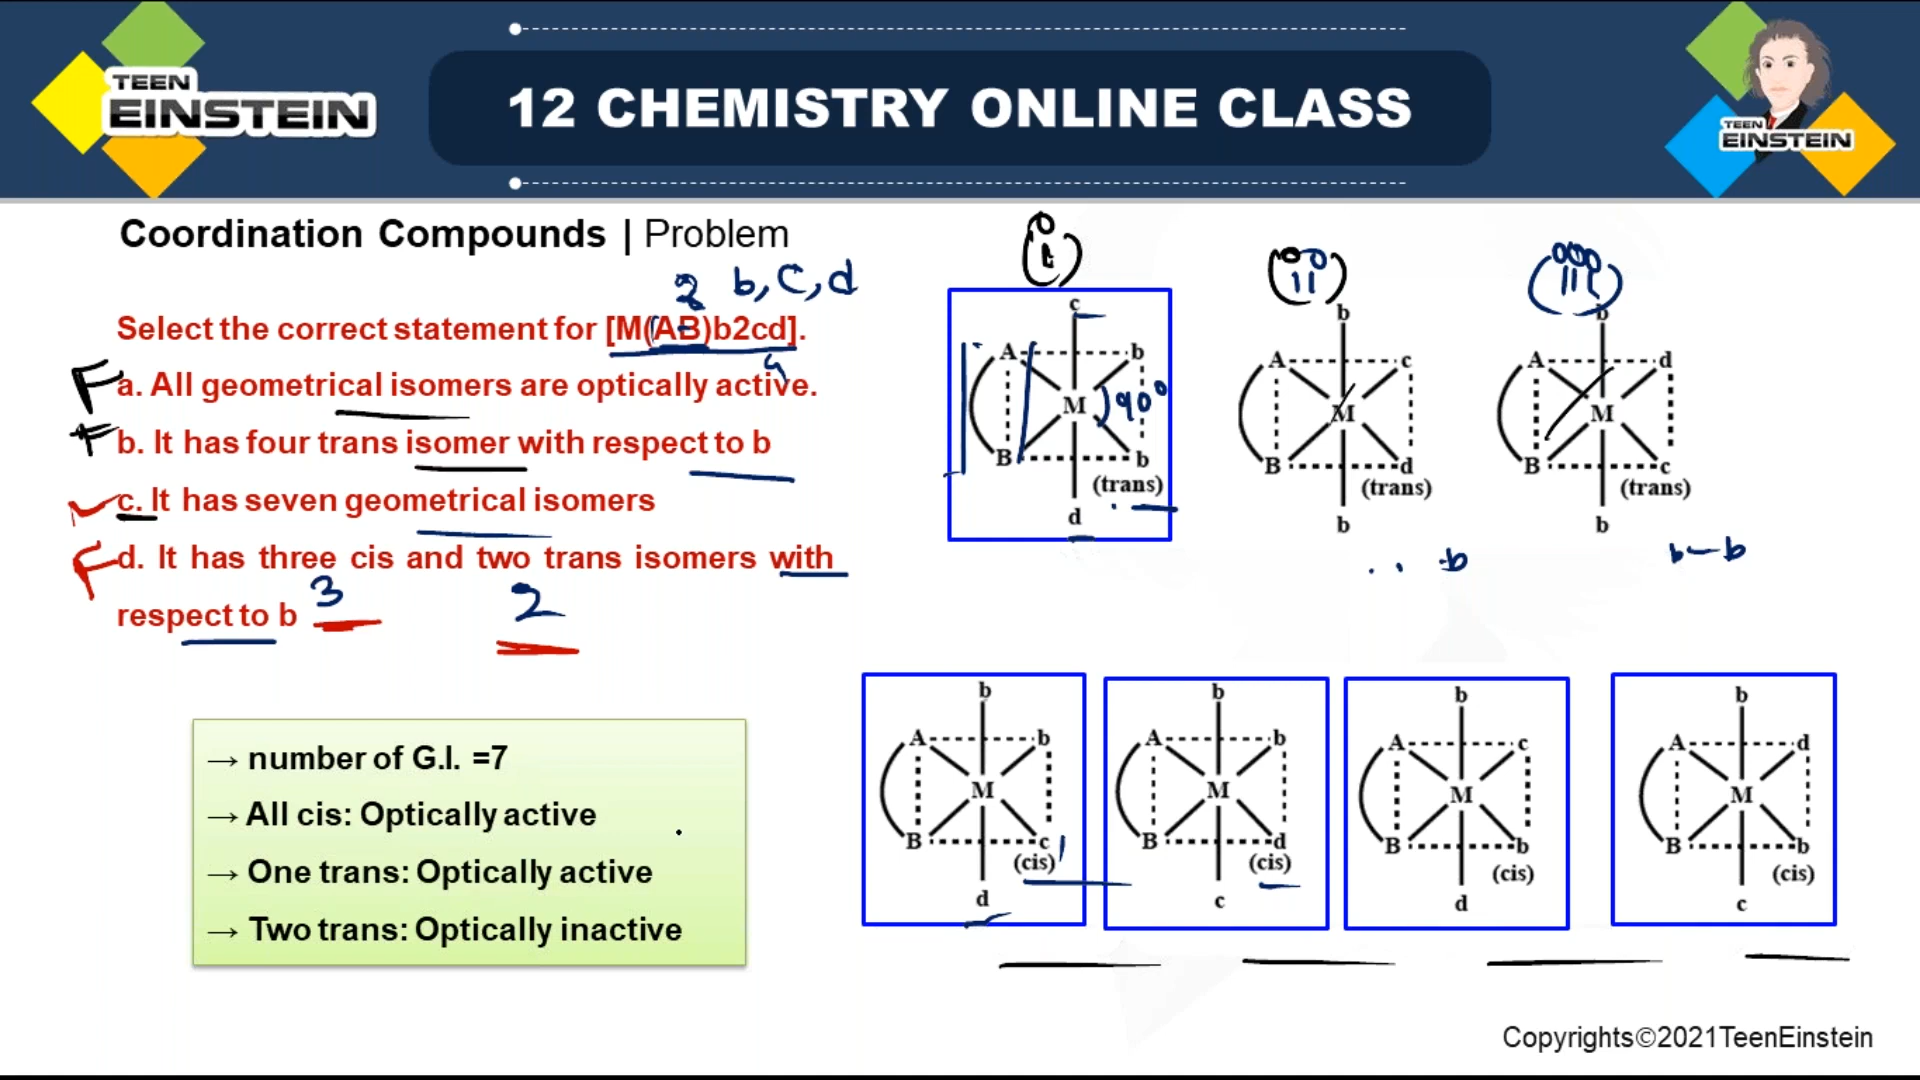 TEEN
EINSTEIN
12 CHEMISTRY ONLINE CLASS
TEEN
EINSTEIN
Coordination Compounds | Problem
2 b, C, d
Select the correct statement for [M(AB)b2cd].
F a. All geometrical isomers are optically active.
F b. It has four trans isomer with respect to b
c. It has seven geometrical isomers
F d. It has three cis and two trans isomers with
respect to b
3 2
→ number of G.I. =7
→ All cis: Optically active
→ One trans: Optically active
→ Two trans: Optically inactive
c
A b
M 90°
B b
(trans)
d
b
A c
M
B d
(trans)
b
b
A d
M
B c
(trans)
b
b
b-b
b
A b
M
B c
(cis)
d
b
A b
M
B d
(cis)
c
b
A c
M
B b
(cis)
d
b
A d
M
B b
(cis)
c
Copyrights©2021TeenEinstein